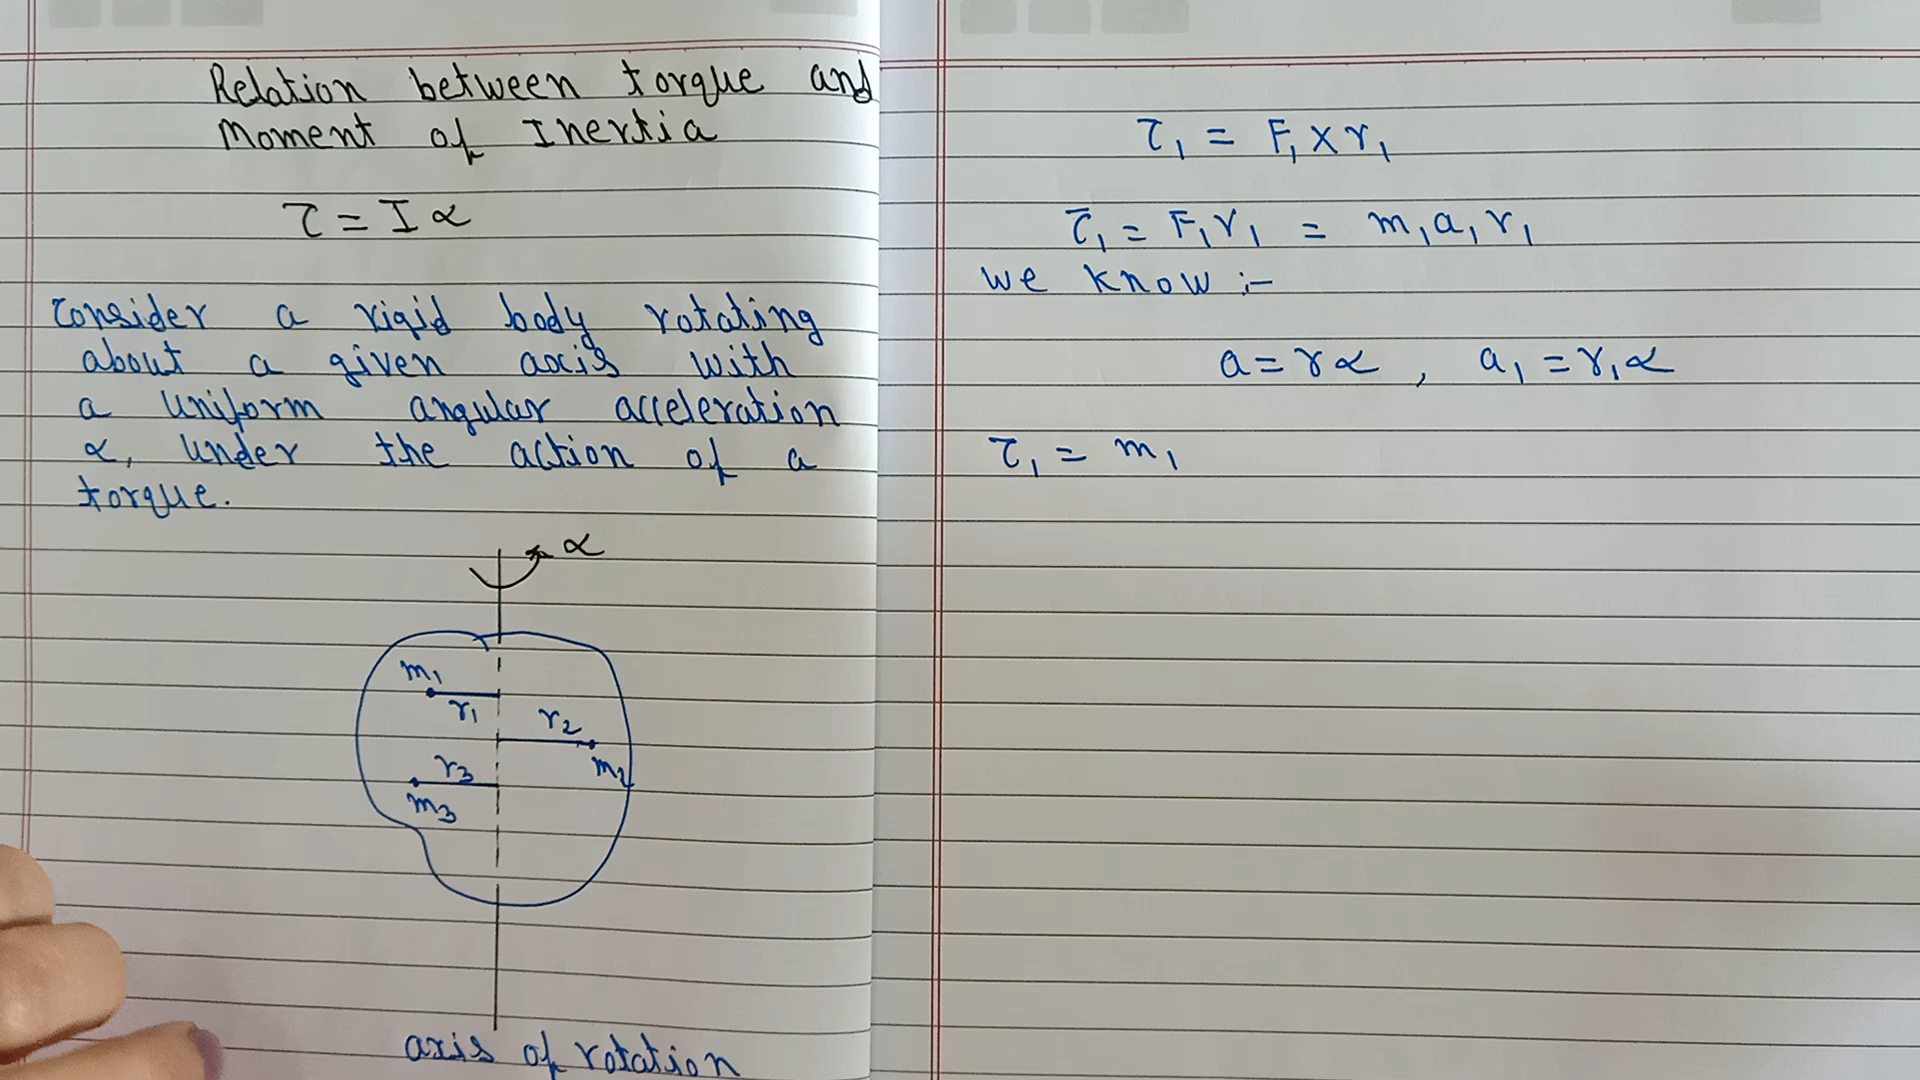 Relation between torque and
Moment of Inertia
τ = I α
Consider a rigid body rotating
about a given axis with
a uniform angular acceleration
α, under the action of a
torque.
α
m₁
r₁
r₂
m₂
r₃
m₃
axis of rotation
τ₁ = F₁ × r₁
τ₁ = F₁r₁ = m₁a₁r₁
we know :-
a = rα , a₁ = r₁α
τ₁ = m₁